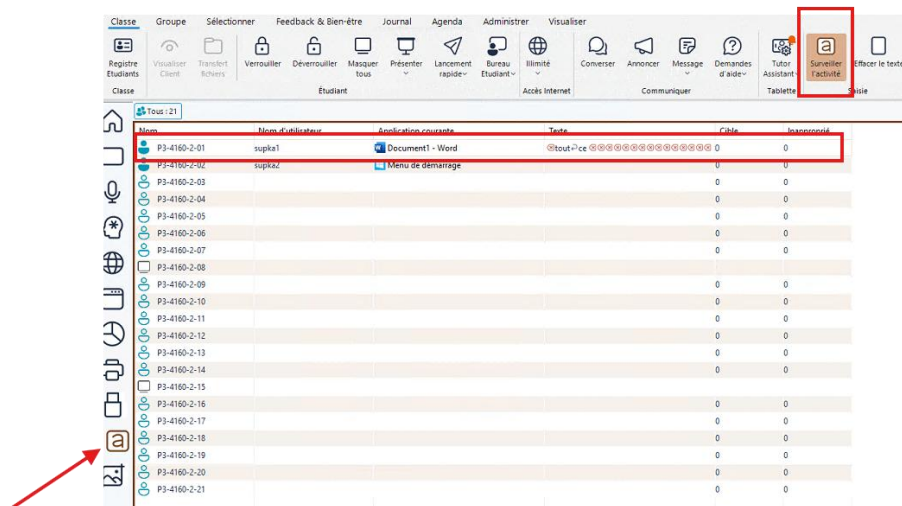 Classe Groupe Sélectionner Feedback & Bien-être Journal Agenda Administrer Visualiser
Registre Etudiants
Visualiser Client
Transfert fichiers
Verrouiller
Déverrouiller
Masquer tous
Présenter
Lancement rapide
Bureau Etudiant
Illimité
Converser
Annoncer
Message
Demandes d'aide
Tutor Assistant
Surveiller l'activité
Effacer le texte
Classe Étudiant Accès Internet Communiquer Tablette
Tous : 21
Nom Nom d'utilisateur Application courante Texte Cible Inapproprié
P3-4160-2-01 supka1 Document1 - Word tout ce 0 0
P3-4160-2-02 supka2 Menu de démarrage 0 0
P3-4160-2-03 0 0
P3-4160-2-04 0 0
P3-4160-2-05 0 0
P3-4160-2-06 0 0
P3-4160-2-07 0 0
P3-4160-2-08
P3-4160-2-09 0 0
P3-4160-2-10 0 0
P3-4160-2-11 0 0
P3-4160-2-12 0 0
P3-4160-2-13 0 0
P3-4160-2-14 0 0
P3-4160-2-15
P3-4160-2-16 0 0
P3-4160-2-17 0 0
P3-4160-2-18 0 0
P3-4160-2-19 0 0
P3-4160-2-20 0 0
P3-4160-2-21 0 0